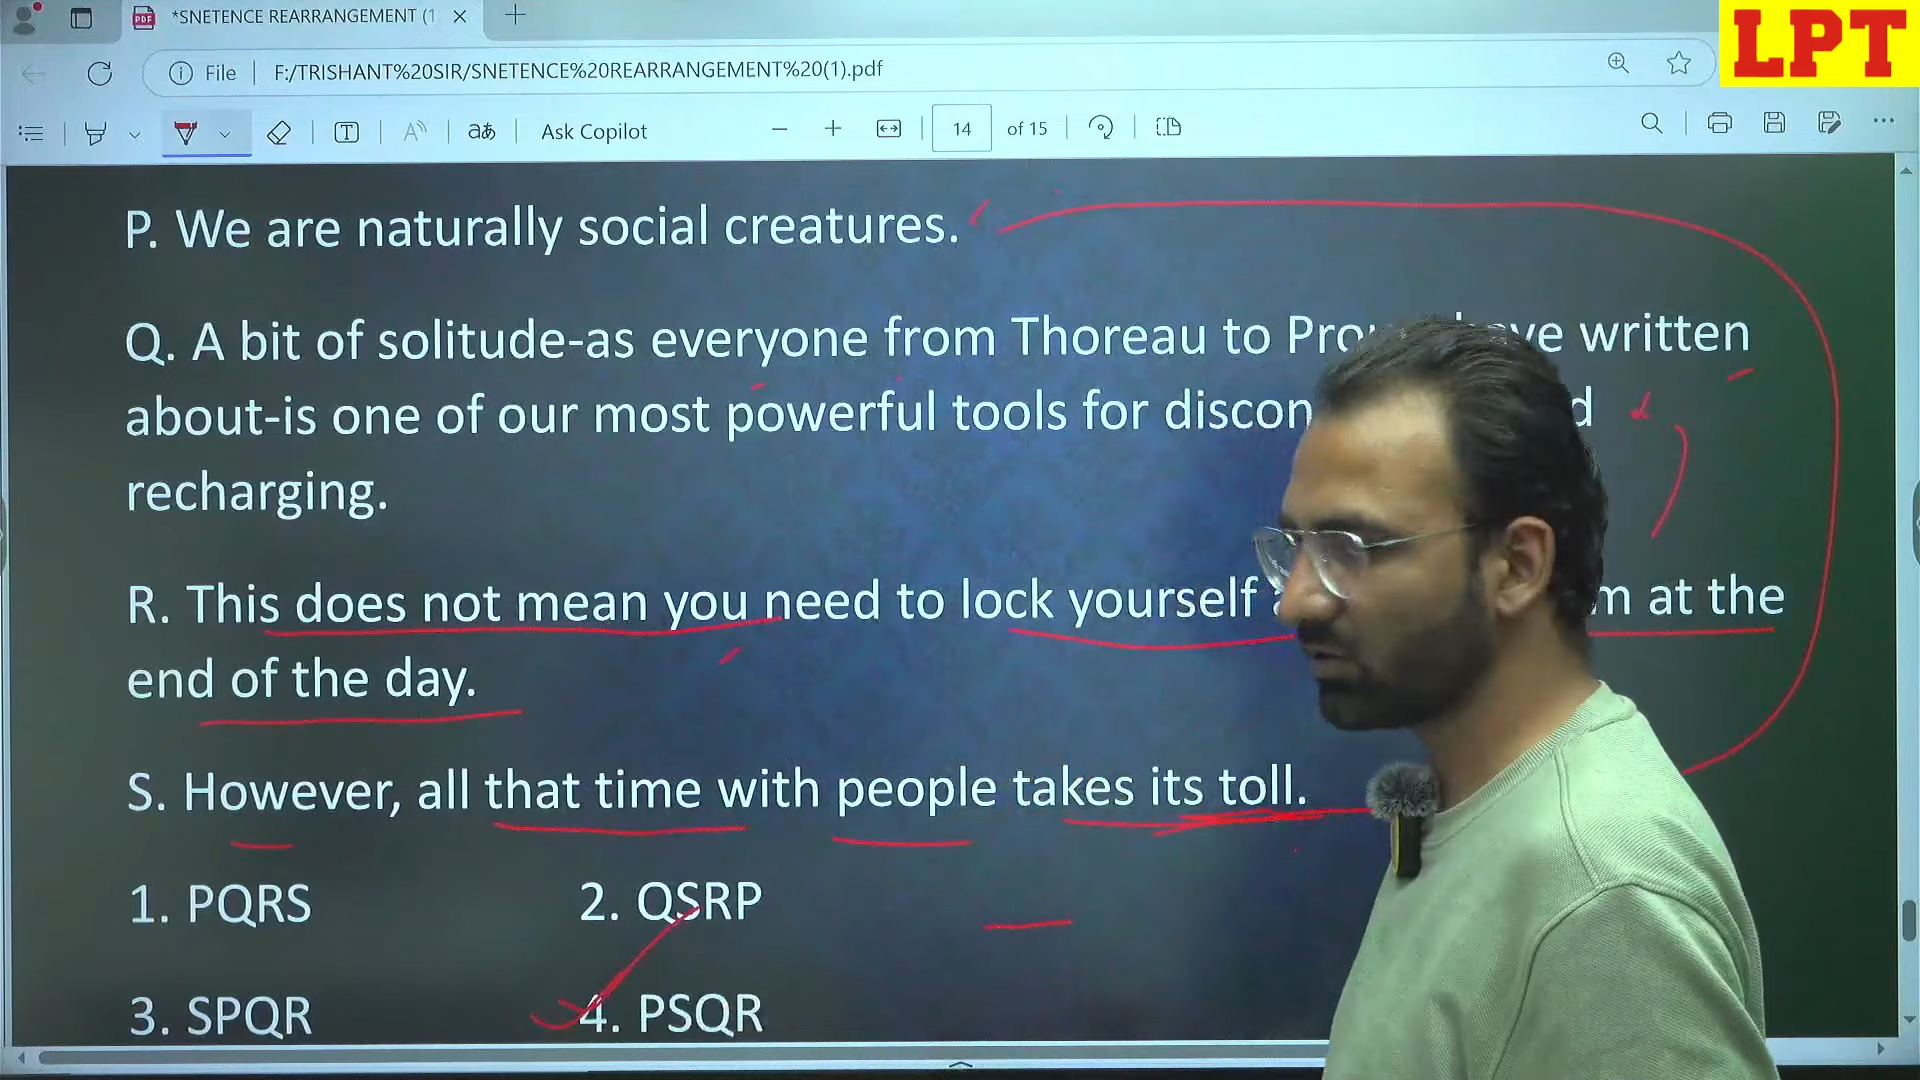 *SNETENCE REARRANGEMENT (1
LPT
File F:/TRISHANT%20SIR/SNETENCE%20REARRANGEMENT%20(1).pdf
Ask Copilot 14 of 15
P. We are naturally social creatures.
Q. A bit of solitude-as everyone from Thoreau to written
about-is one of our most powerful tools for
recharging.
R. This does not mean you need to lock yourself at the
end of the day.
S. However, all that time with people takes its toll.
1. PQRS 2. QSRP
3. SPQR 4. PSQR